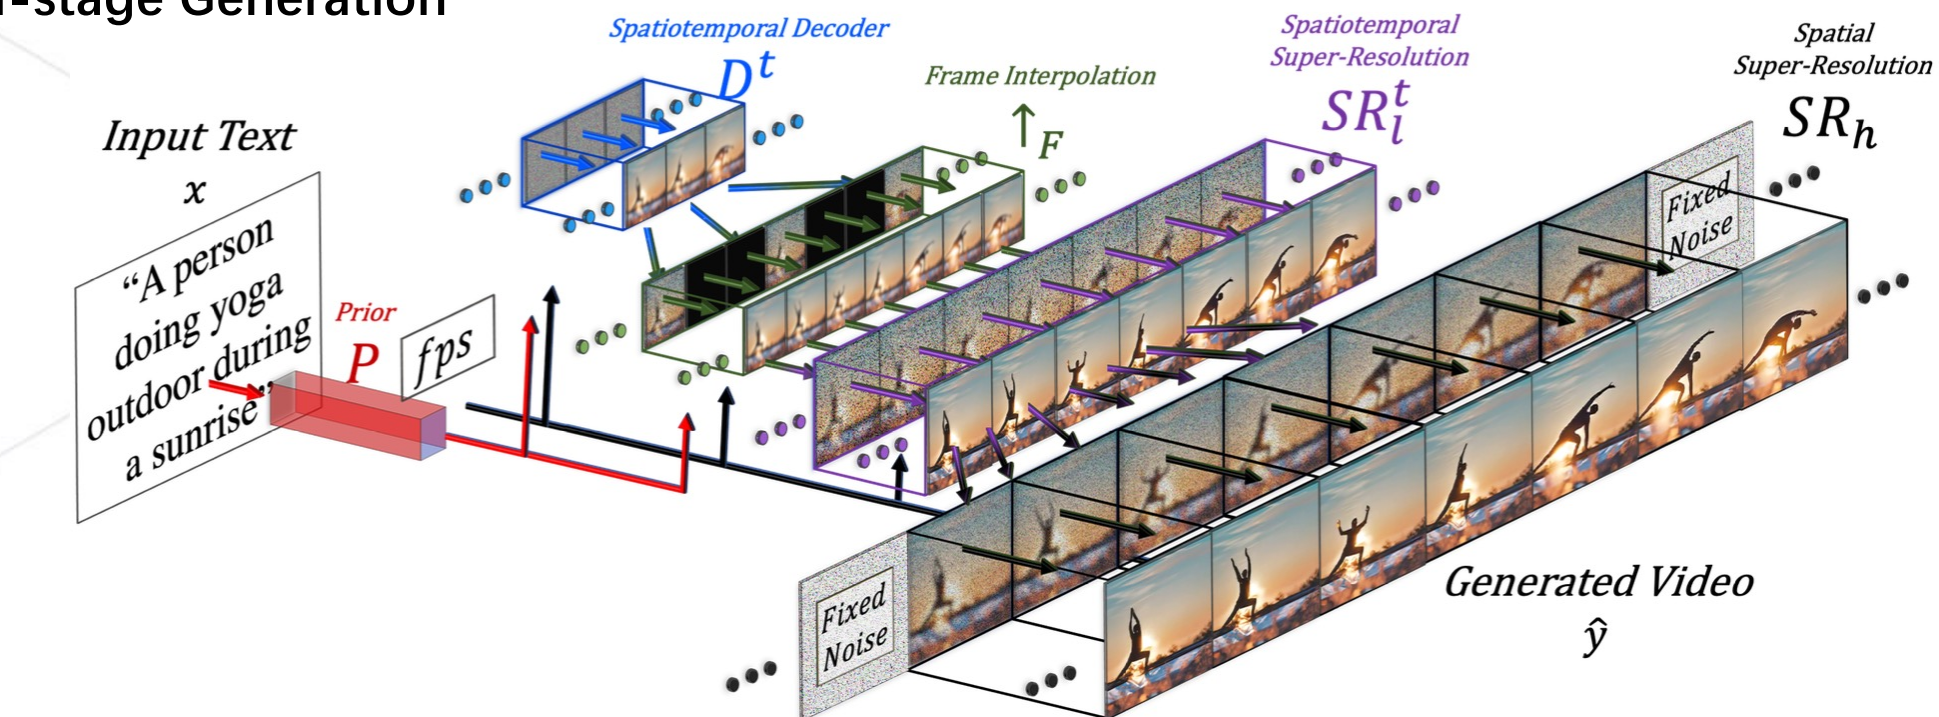 -stage Generation
Input Text
x
“A person
doing yoga
outdoor during
a sunrise”
Prior
P
fps
Spatiotemporal Decoder
D^t
Frame Interpolation
↑F
Spatiotemporal
Super-Resolution
SR_l^t
Spatial
Super-Resolution
SR_h
Fixed
Noise
Fixed
Noise
Generated Video
ŷ